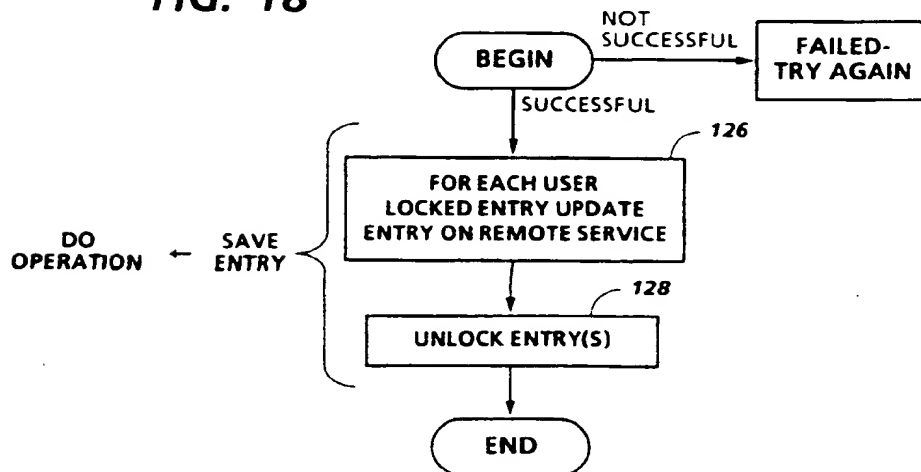 FIG. 18
NOT
SUCCESSFUL
BEGIN
FAILED-
TRY AGAIN
SUCCESSFUL
126
FOR EACH USER
LOCKED ENTRY UPDATE
ENTRY ON REMOTE SERVICE
DO
OPERATION
←
SAVE
ENTRY
128
UNLOCK ENTRY(S)
END